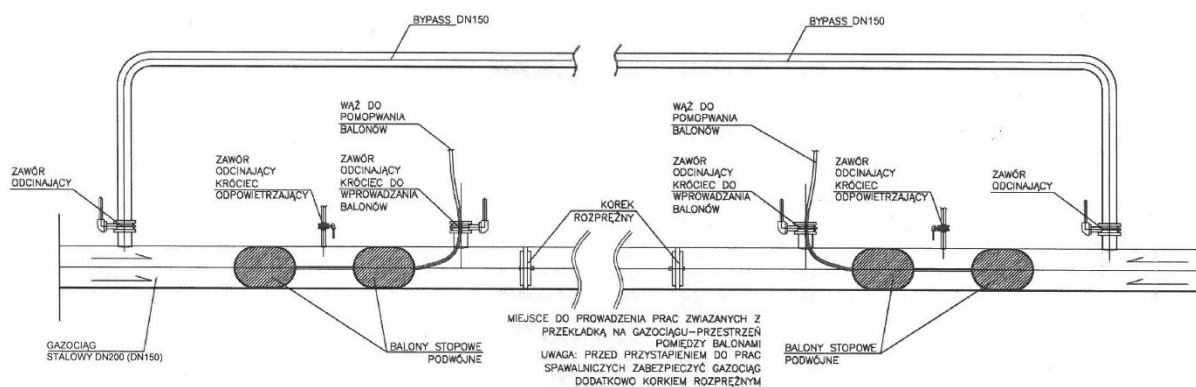 BYPASS DN150
BYPASS DN150
WĄŻ DO
POMOPWANIA
BALONÓW
WĄŻ DO
POMOPWANIA
BALONÓW
ZAWÓR
ODCINAJĄCY
ZAWÓR
ODCINAJĄCY
KRÓCIEC
ODPOWIETRZAJĄCY
ZAWÓR
ODCINAJĄCY
KRÓCIEC DO
WPROWADZANIA
BALONÓW
KOREK
ROZPRĘŻNY
ZAWÓR
ODCINAJĄCY
KRÓCIEC DO
WPROWADZANIA
BALONÓW
ZAWÓR
ODCINAJĄCY
KRÓCIEC
ODPOWIETRZAJĄCY
ZAWÓR
ODCINAJĄCY
GAZOCIĄG
STALOWY DN200 (DN150)
BALONY STOPOWE
PODWÓJNE
MIEJSCE DO PROWADZENIA PRAC ZWIAZANYCH Z
PRZEKŁADKĄ NA GAZOCIĄGU-PRZESTRZEŃ
POMIĘDZY BALONAMI
UWAGA: PRZED PRZYSTAPIENIEM DO PRAC
SPAWALNICZYCH ZABEZPIECZYĆ GAZOCIĄG
DODATKOWO KORKIEM ROZPRĘŻNYM
BALONY STOPOWE
PODWÓJNE